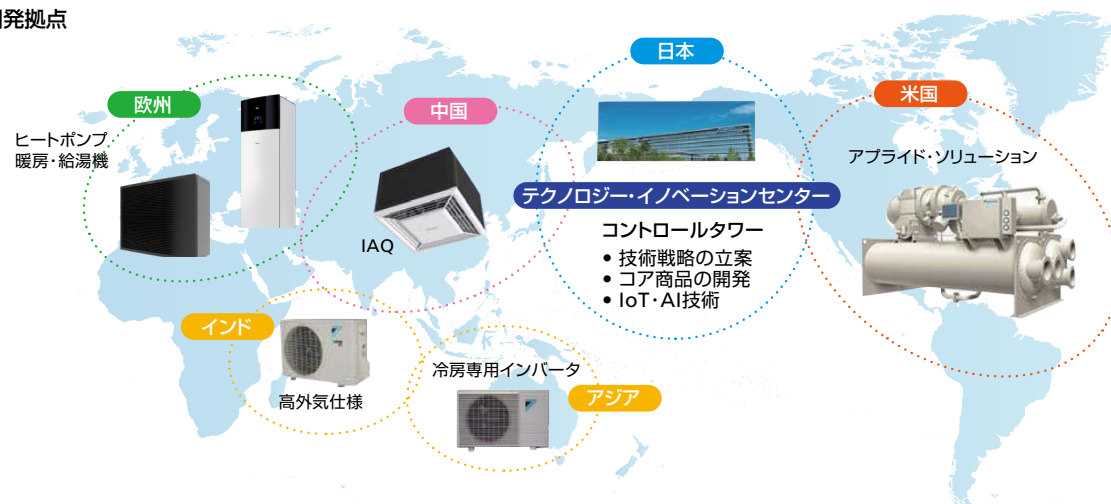 発拠点
欧州
ヒートポンプ
暖房・給湯機
中国
IAQ
日本
テクノロジー・イノベーションセンター
コントロールタワー
• 技術戦略の立案
• コア商品の開発
• IoT・AI技術
米国
アプライド・ソリューション
インド
高外気仕様
冷房専用インバータ
アジア